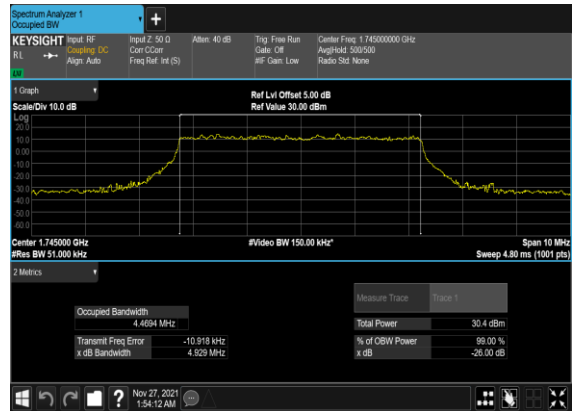 Spectrum Analyzer 1
Occupied BW
KEYSIGHT Input: RF Input Z: 50 Ω Atten: 40 dB Trig: Free Run Center Freq: 1.745000000 GHz
RL Coupling: DC Corr CCorr Gate: Off Avg|Hold: 500/500
Align: Auto Freq Ref: Int (S) #IF Gain: Low Radio Std: None
1 Graph Ref Lvl Offset 5.00 dB
Scale/Div 10.0 dB Ref Value 30.00 dBm
Log
20.0
10.0
0.00
-10.0
-20.0
-30.0
-40.0
-50.0
-60.0
Center 1.745000 GHz #Video BW 150.00 kHz* Span 10 MHz
#Res BW 51.000 kHz Sweep 4.80 ms (1001 pts)
2 Metrics
Measure Trace Trace 1
Occupied Bandwidth
4.4694 MHz Total Power 30.4 dBm
Transmit Freq Error -10.918 kHz % of OBW Power 99.00 %
x dB Bandwidth 4.929 MHz x dB -26.00 dB
Nov 27, 2021
1:54:12 AM